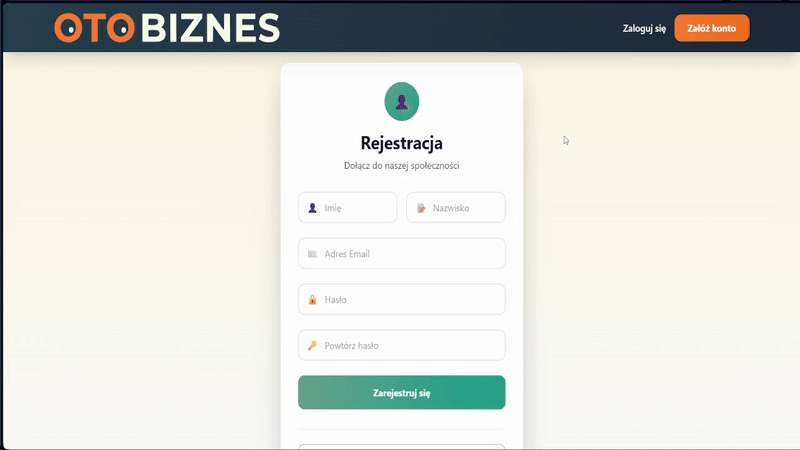 OTOBIZNES
Zaloguj się
Załóż konto
Rejestracja
Dołącz do naszej społeczności
Imię
Nazwisko
Adres Email
Hasło
Powtórz hasło
Zarejestruj się